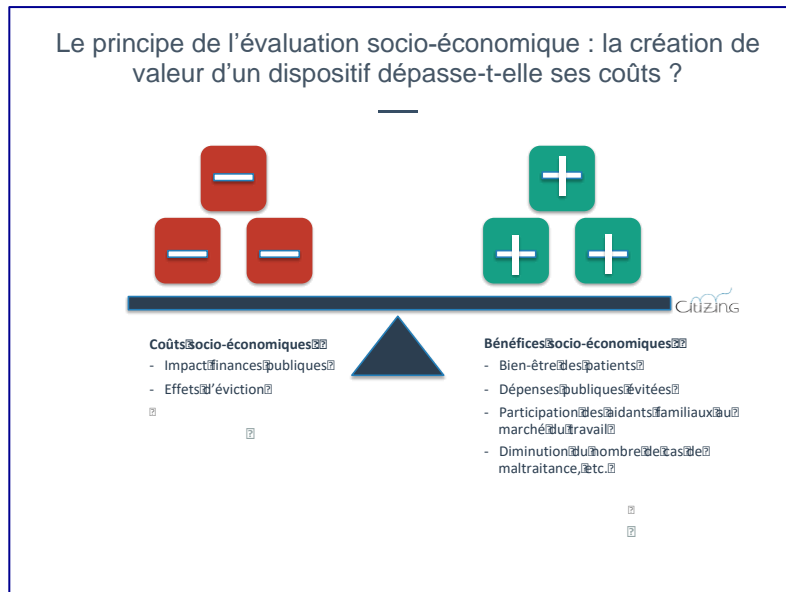 Le principe de l’évaluation socio-économique : la création de
valeur d’un dispositif dépasse-t-elle ses coûts ?
Citizing
Coûts socio-économiques
- Impact finances publiques
- Effets d’éviction
Bénéfices socio-économiques
- Bien-être des patients
- Dépenses publiques évitées
- Participation des aidants familiaux au
marché du travail
- Diminution du nombre de cas de
maltraitance, etc.